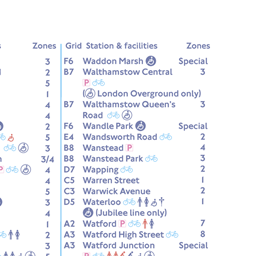 s Zones Grid Station & facilities Zones
3 F6 Waddon Marsh Special
2 B7 Walthamstow Central 3
5 P
1 ( London Overground only)
4 B7 Walthamstow Queen's 3
4 Road
2 F6 Wandle Park Special
5 E4 Wandsworth Road 2
3 B8 Wanstead P 4
3/4 B8 Wanstead Park 3
P 4 D7 Wapping 2
4 C5 Warren Street 1
5 C3 Warwick Avenue 2
3 D5 Waterloo 1
4 (Jubilee line only)
1 A2 Watford P 7
2 A3 Watford High Street 8
3 A3 Watford Junction Special
5 P